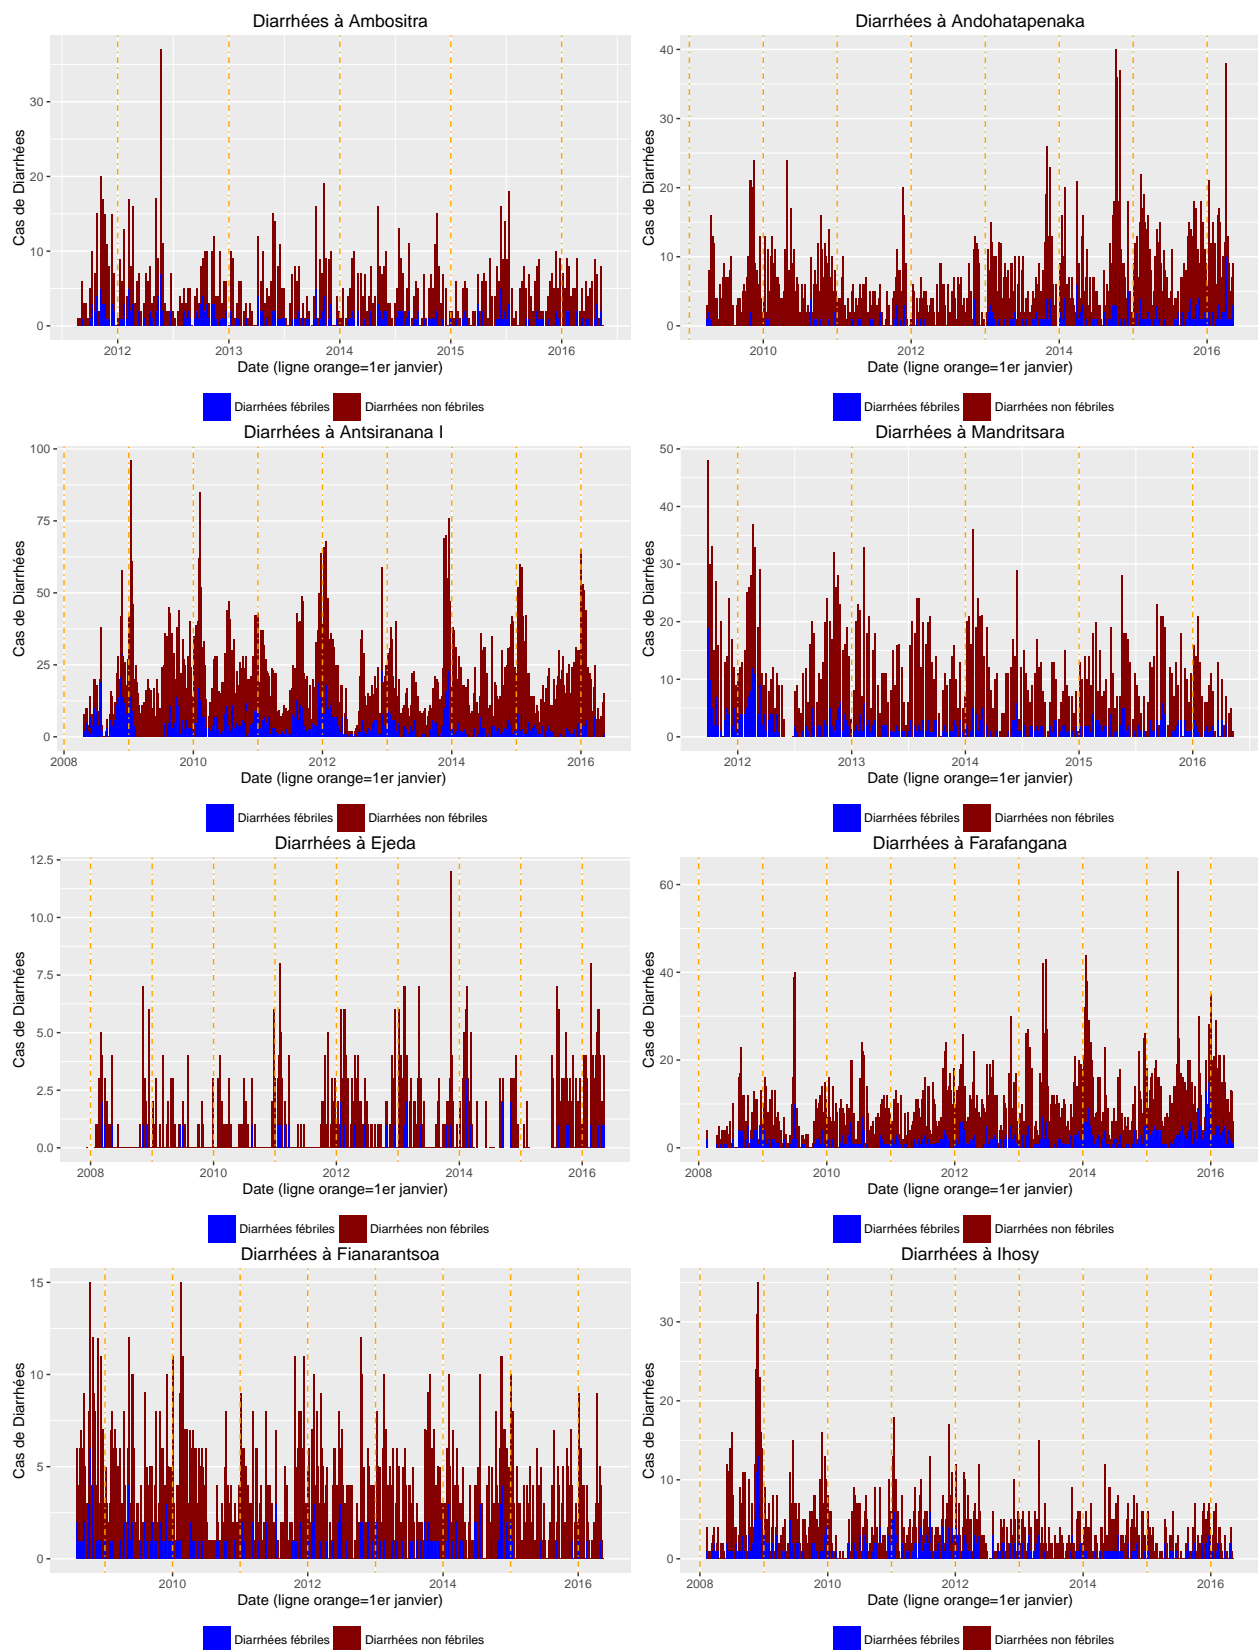 Diarrhées à Ambositra
Cas de Diarrhées
30
20
10
0
2012 2013 2014 2015 2016
Date (ligne orange=1er janvier)
Diarrhées fébriles Diarrhées non fébriles
Diarrhées à Andohatapenaka
Cas de Diarrhées
40
30
20
10
0
2010 2012 2014 2016
Date (ligne orange=1er janvier)
Diarrhées fébriles Diarrhées non fébriles
Diarrhées à Antsiranana I
Cas de Diarrhées
100
75
50
25
0
2008 2010 2012 2014 2016
Date (ligne orange=1er janvier)
Diarrhées fébriles Diarrhées non fébriles
Diarrhées à Mandritsara
Cas de Diarrhées
50
40
30
20
10
0
2012 2013 2014 2015 2016
Date (ligne orange=1er janvier)
Diarrhées fébriles Diarrhées non fébriles
Diarrhées à Ejeda
Cas de Diarrhées
12.5
10.0
7.5
5.0
2.5
0.0
2008 2010 2012 2014 2016
Date (ligne orange=1er janvier)
Diarrhées fébriles Diarrhées non fébriles
Diarrhées à Farafangana
Cas de Diarrhées
60
40
20
0
2008 2009 2010 2011 2012 2013 2014 2015 2016
Date (ligne orange=1er janvier)
Diarrhées fébriles Diarrhées non fébriles
Diarrhées à Fianarantsoa
Cas de Diarrhées
15
10
5
0
2010 2012 2014 2016
Date (ligne orange=1er janvier)
Diarrhées fébriles Diarrhées non fébriles
Diarrhées à Ihosy
Cas de Diarrhées
30
20
10
0
2008 2010 2012 2014 2016
Date (ligne orange=1er janvier)
Diarrhées fébriles Diarrhées non fébriles